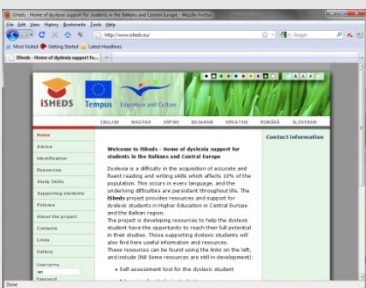 iSheds - Home of dyslexia support for students in the Balkans and Central Europe - Mozilla Firefox
File Edit View History Bookmarks Tools Help
http://www.isheds.eu/
Google
Most Visited Getting Started Latest Headlines
iSheds - Home of dyslexia support fo...
A A A
iSHEDS
Tempus
Education and Culture
ENGLISH MAGYAR SRPSKI BOSANSKI HRVATSKI ROMÂNĂ SLOVENSKI
Home
Advice
Identification
Resources
Study Skills
Supporting students
Policies
About the project
Contacts
Links
Gallery
Username
Password
Welcome to iSheds - Home of dyslexia support for
students in the Balkans and Central Europe
Dyslexia is a difficulty in the acquisition of accurate and
fluent reading and writing skills which affects 10% of the
population. This occurs in every language, and the
underlying difficulties are persistent throughout life. The
iSheds project provides resources and support for
dyslexic students in Higher Education in Central Europe
and the Balkan region.
The project is developing resources to help the dyslexic
student have the opportunity to reach their full potential
in their studies. Those supporting dyslexic students will
also find here useful information and resources.
These resources can be found using the links on the left,
and include (NB Some resources are still in development):
• Self-assessment tool for the dyslexic student
Contact Information
Done